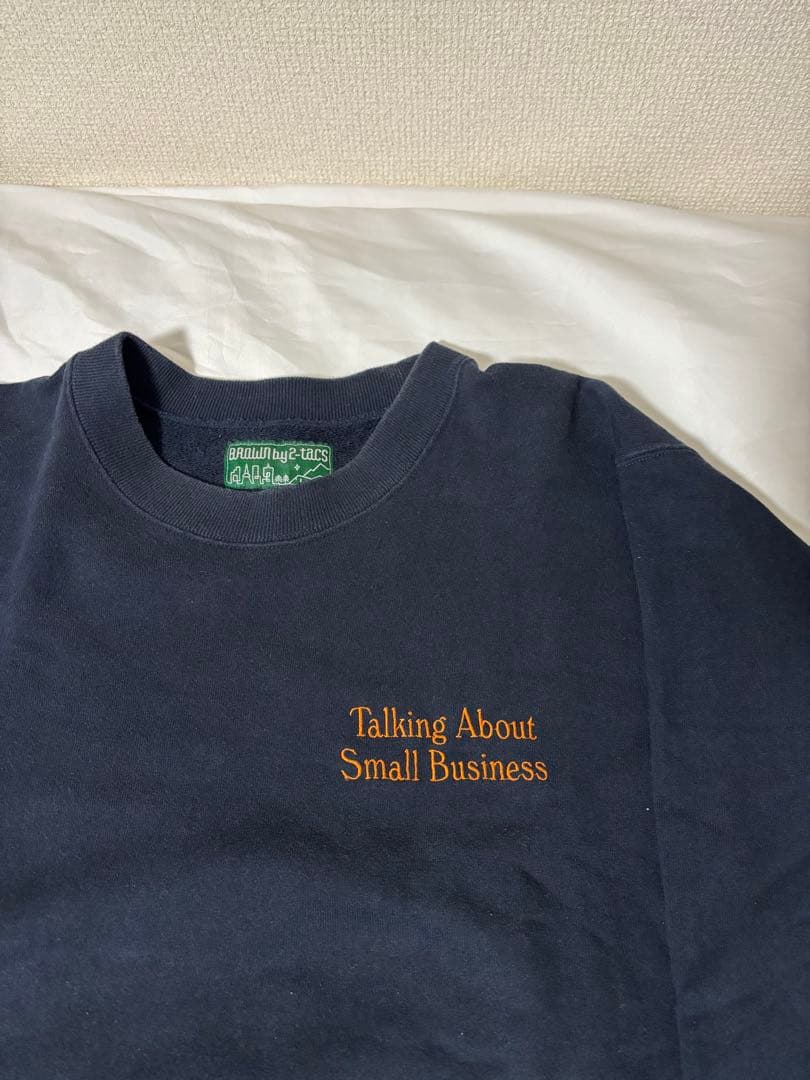 BROWN by 2-tacs
Talking About
Small Business